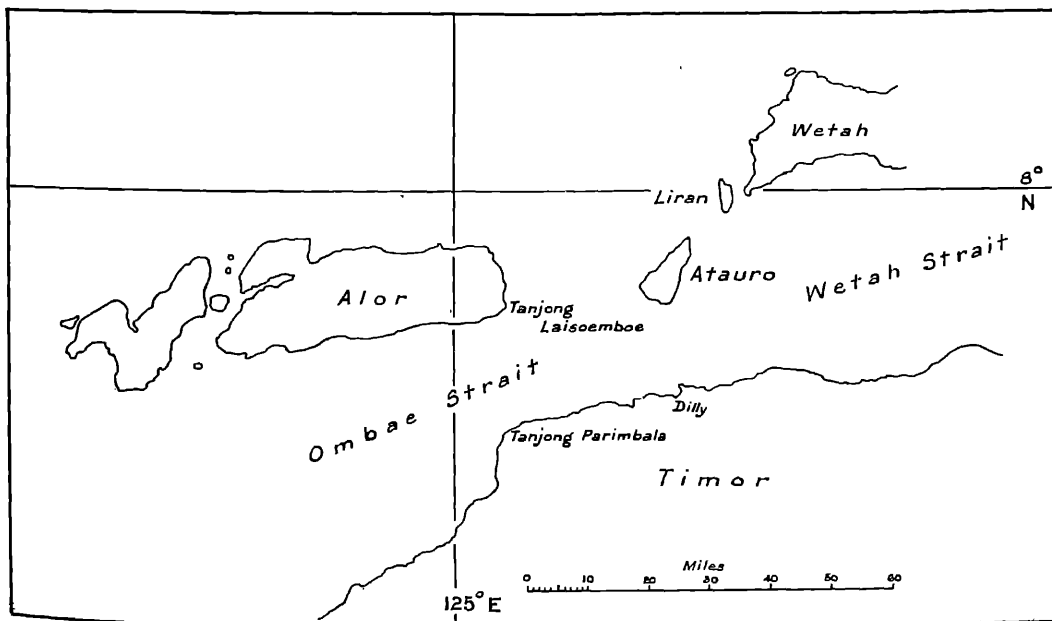 Wetah
8°
N
Liran
Atauro
Wetah Strait
Alor
Tanjong
Laisoemboe
Ombae Strait
Dilly
Tanjong Parimbala
Timor
Miles
0 10 20 30 40 50 60
125° E